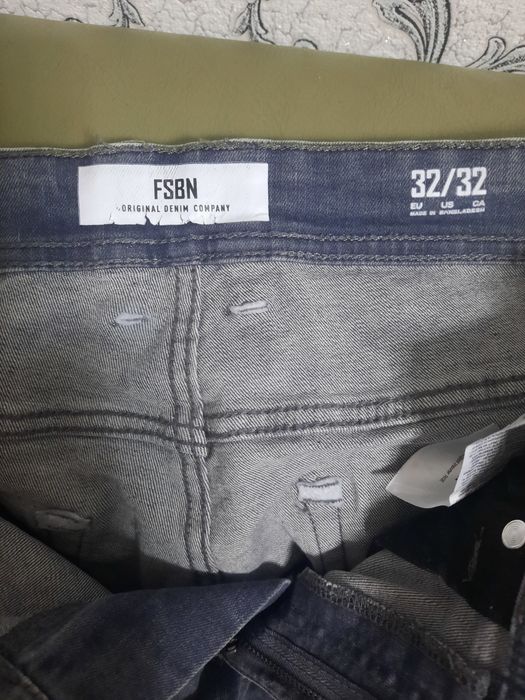 FSBN
ORIGINAL DENIM COMPANY
32/32
EU US CA
MADE IN BANGLADESH